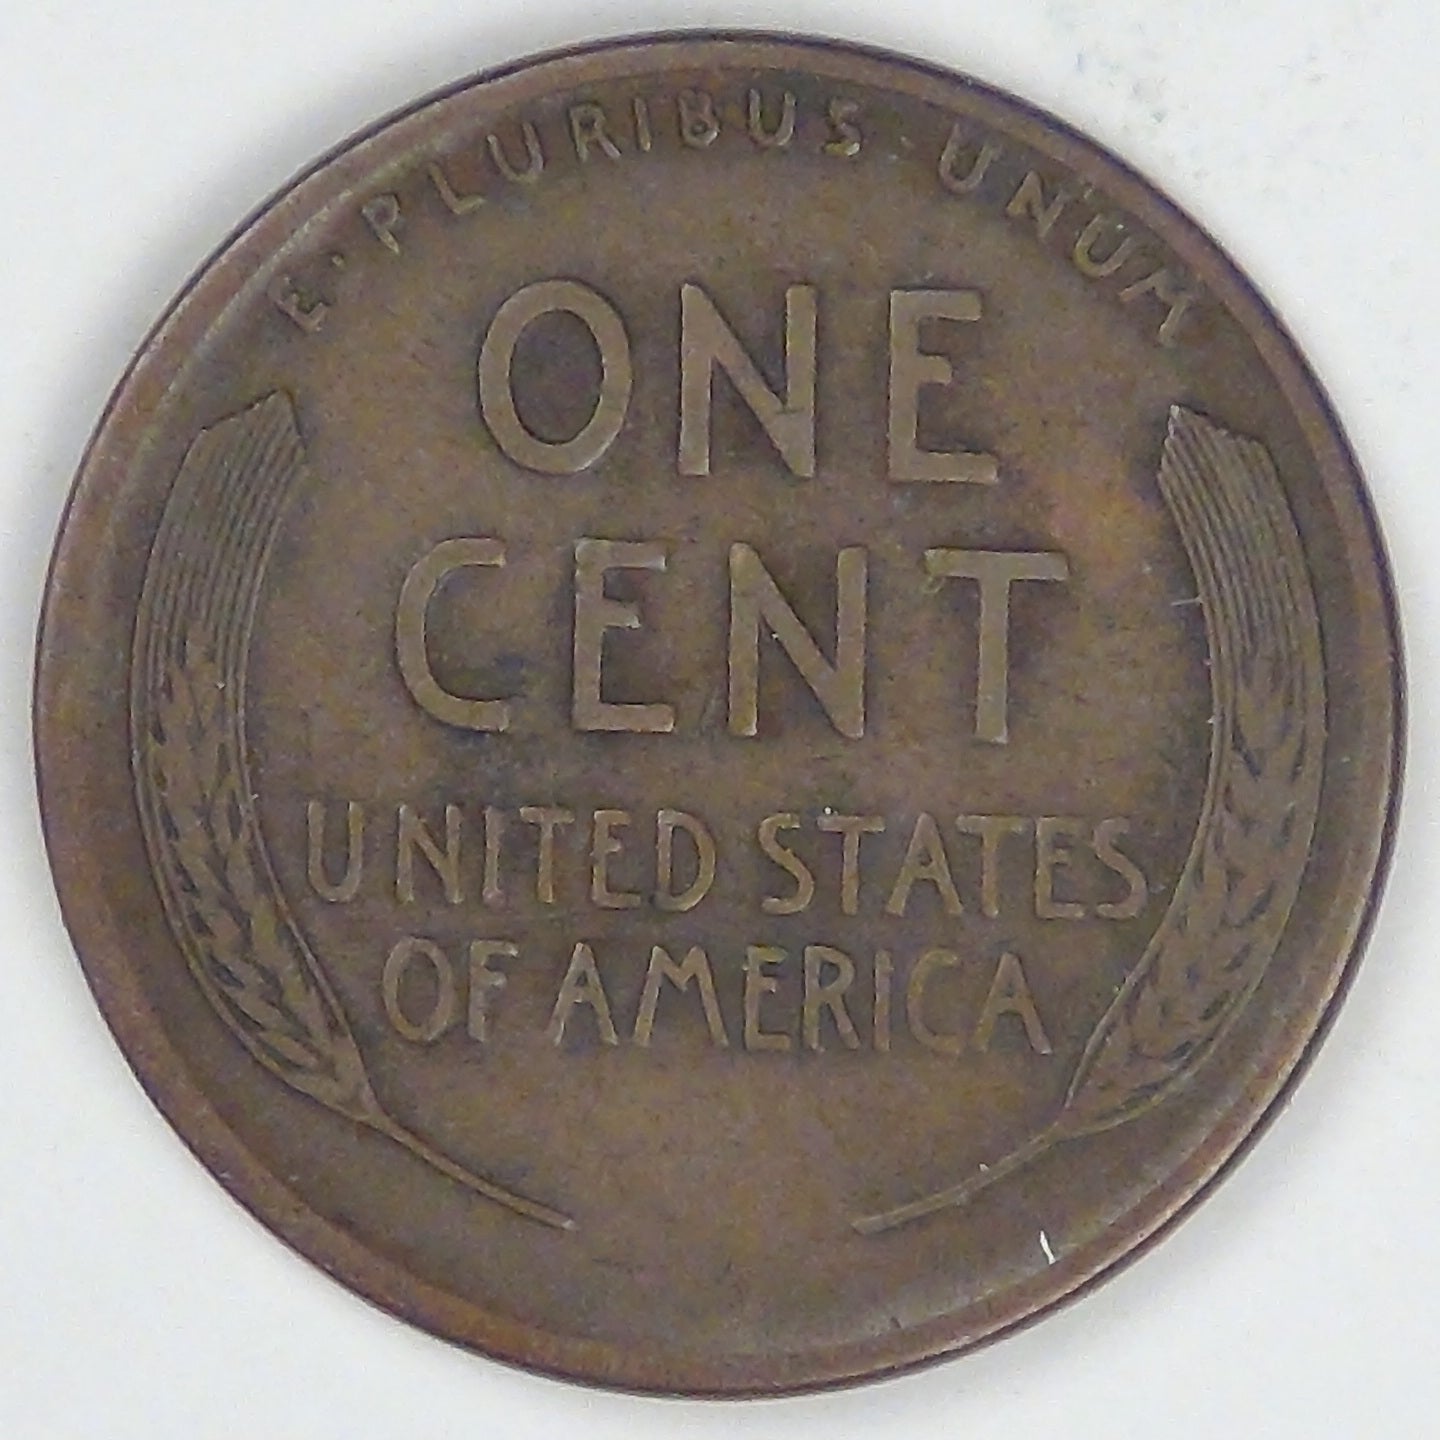 E · PLURIBUS · UNUM
ONE
CENT
UNITED STATES
OF AMERICA